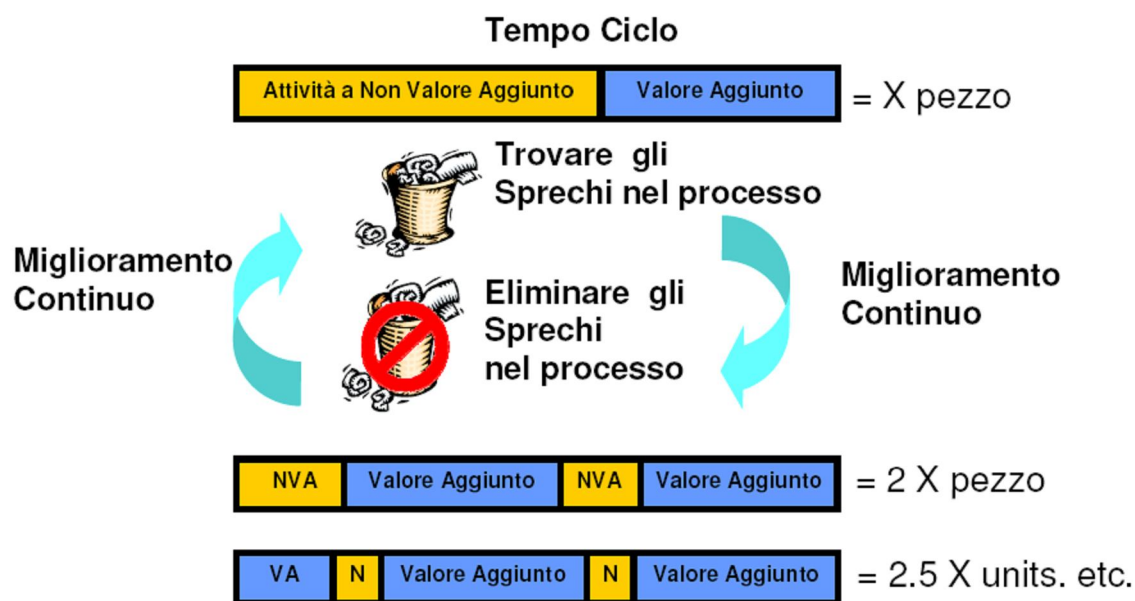 Tempo Ciclo
Attività a Non Valore Aggiunto Valore Aggiunto = X pezzo
Trovare gli
Sprechi nel processo
Miglioramento
Continuo
Eliminare gli
Sprechi
nel processo
Miglioramento
Continuo
NVA Valore Aggiunto NVA Valore Aggiunto = 2 X pezzo
VA N Valore Aggiunto N Valore Aggiunto = 2.5 X units. etc.